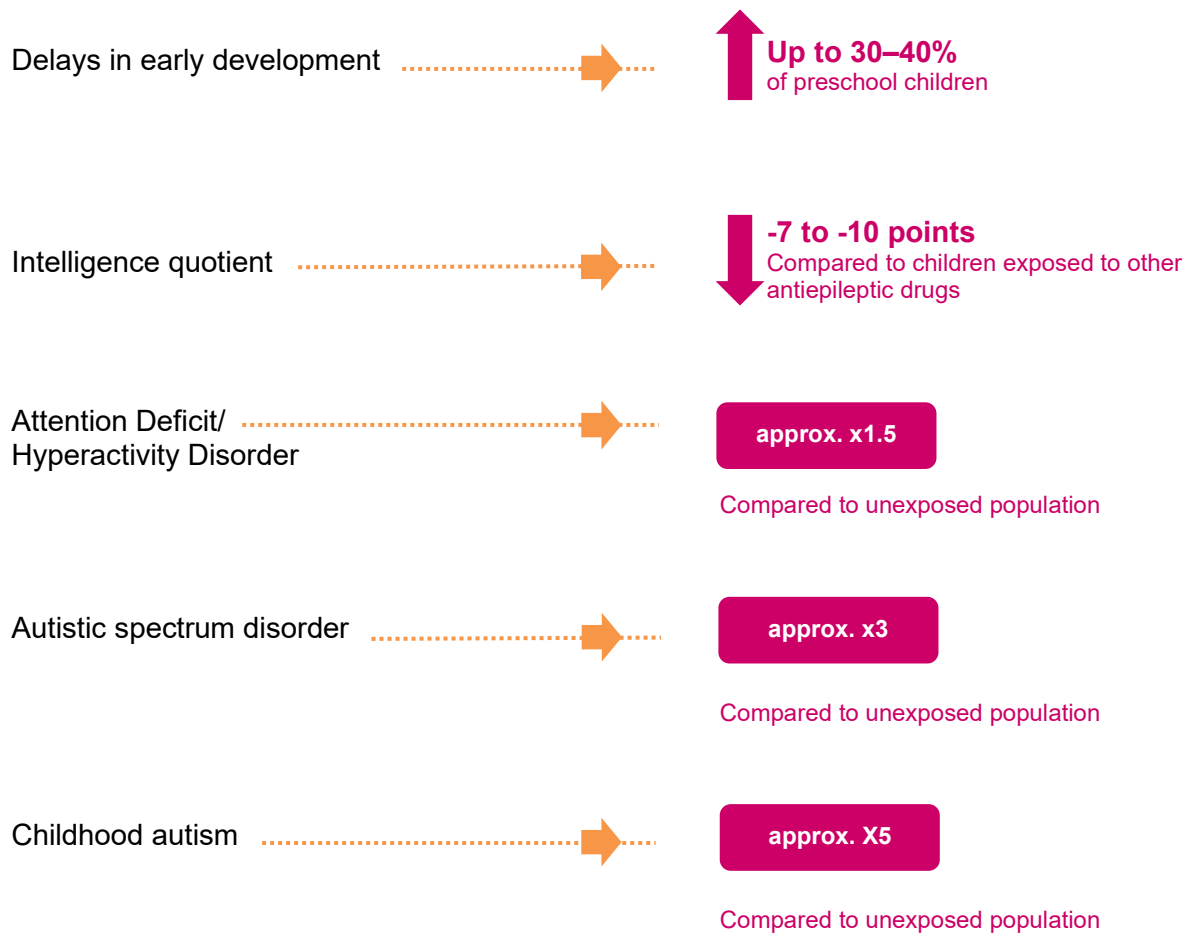 Delays in early development
Up to 30–40%
of preschool children
Intelligence quotient
-7 to -10 points
Compared to children exposed to other
antiepileptic drugs
Attention Deficit/
Hyperactivity Disorder
approx. x1.5
Compared to unexposed population
Autistic spectrum disorder
approx. x3
Compared to unexposed population
Childhood autism
approx. X5
Compared to unexposed population